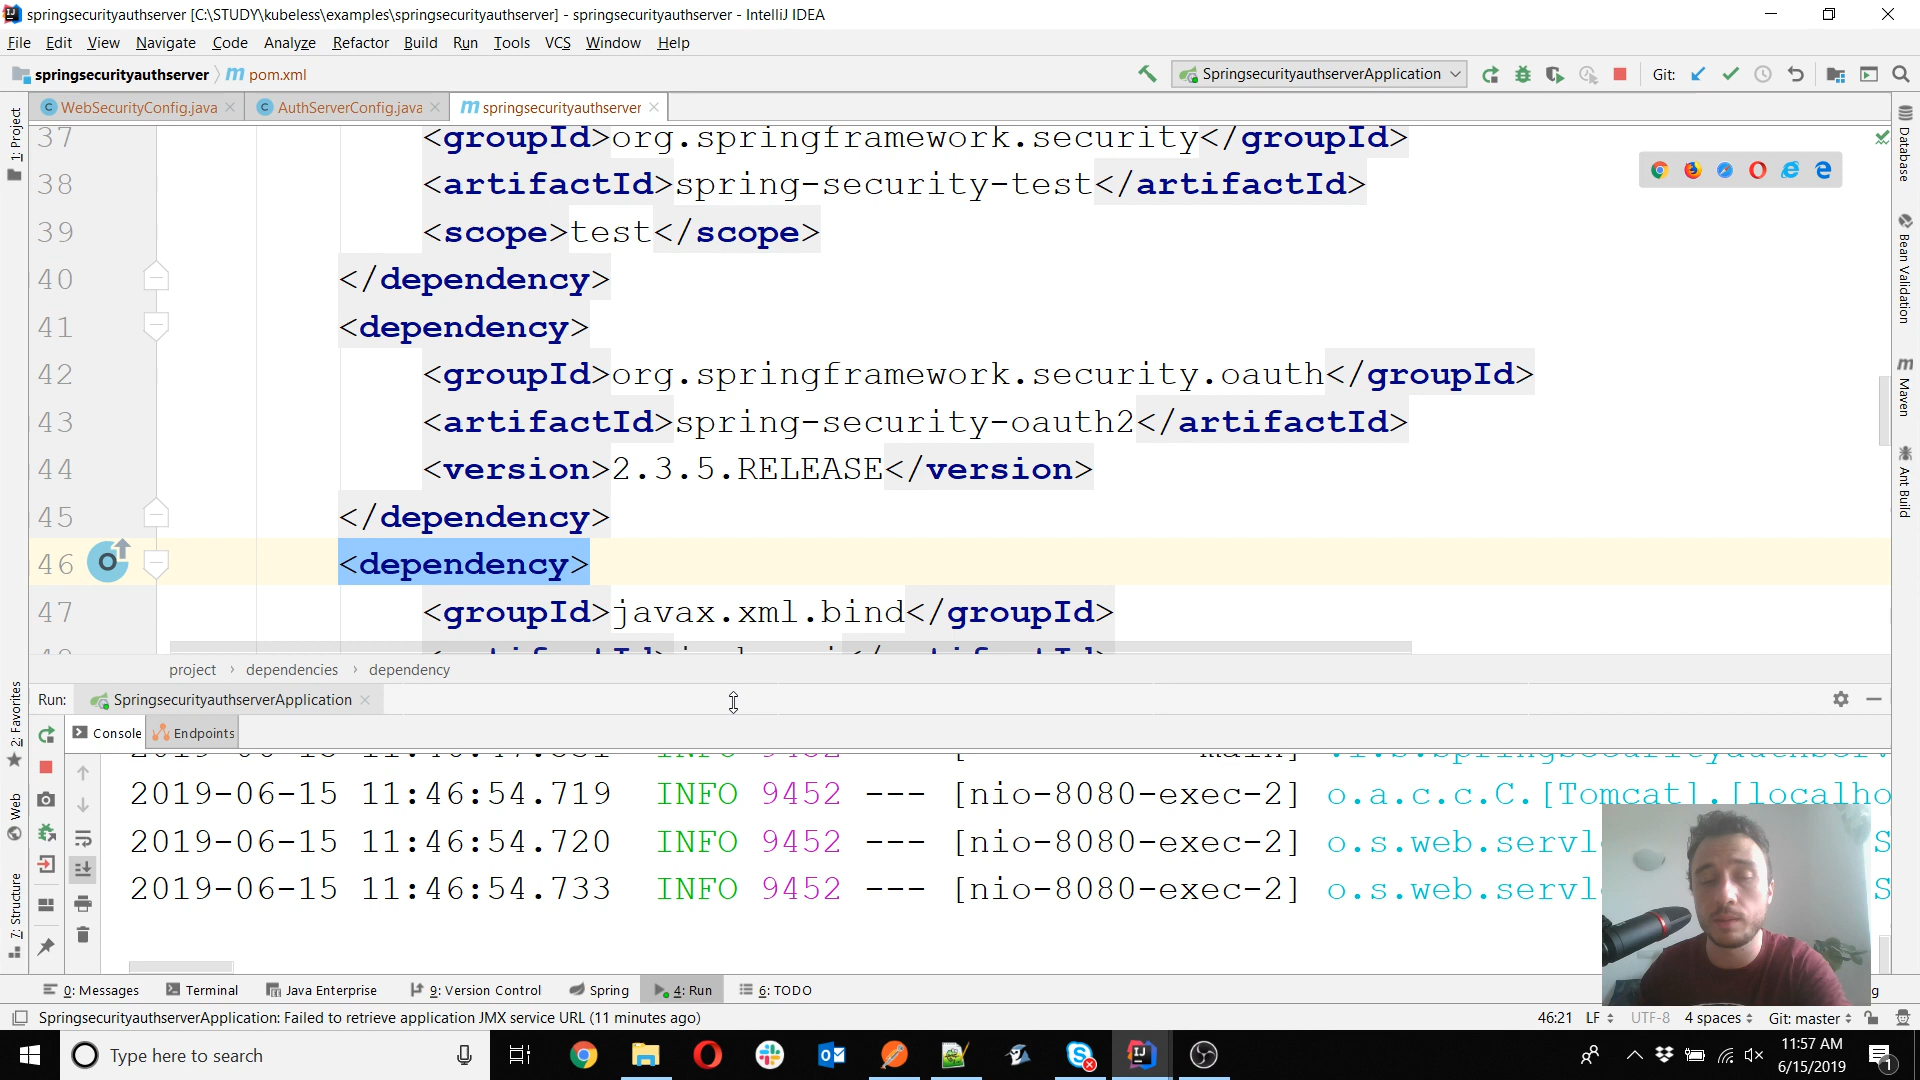 springsecurityauthserver [C:\STUDY\kubeless\examples\springsecurityauthserver] - springsecurityauthserver - IntelliJ IDEA
File Edit View Navigate Code Analyze Refactor Build Run Tools VCS Window Help
springsecurityauthserver pom.xml SpringsecurityauthserverApplication Git:
WebSecurityConfig.java AuthServerConfig.java springsecurityauthserver
1: Project
Database
Bean Validation
Maven
Ant Build
37 <groupId>org.springframework.security</groupId>
38 <artifactId>spring-security-test</artifactId>
39 <scope>test</scope>
40 </dependency>
41 <dependency>
42 <groupId>org.springframework.security.oauth</groupId>
43 <artifactId>spring-security-oauth2</artifactId>
44 <version>2.3.5.RELEASE</version>
45 </dependency>
46 <dependency>
47 <groupId>javax.xml.bind</groupId>
project › dependencies › dependency
Run: SpringsecurityauthserverApplication
Console Endpoints
2: Favorites
Web
7: Structure
2019-06-15 11:46:54.719 INFO 9452 --- [nio-8080-exec-2] o.a.c.c.C.[Tomcat].[localho
2019-06-15 11:46:54.720 INFO 9452 --- [nio-8080-exec-2] o.s.web.servl
2019-06-15 11:46:54.733 INFO 9452 --- [nio-8080-exec-2] o.s.web.servl
0: Messages Terminal Java Enterprise 9: Version Control Spring 4: Run 6: TODO
SpringsecurityauthserverApplication: Failed to retrieve application JMX service URL (11 minutes ago) 46:21 LF UTF-8 4 spaces Git: master
Type here to search
11:57 AM
6/15/2019
1